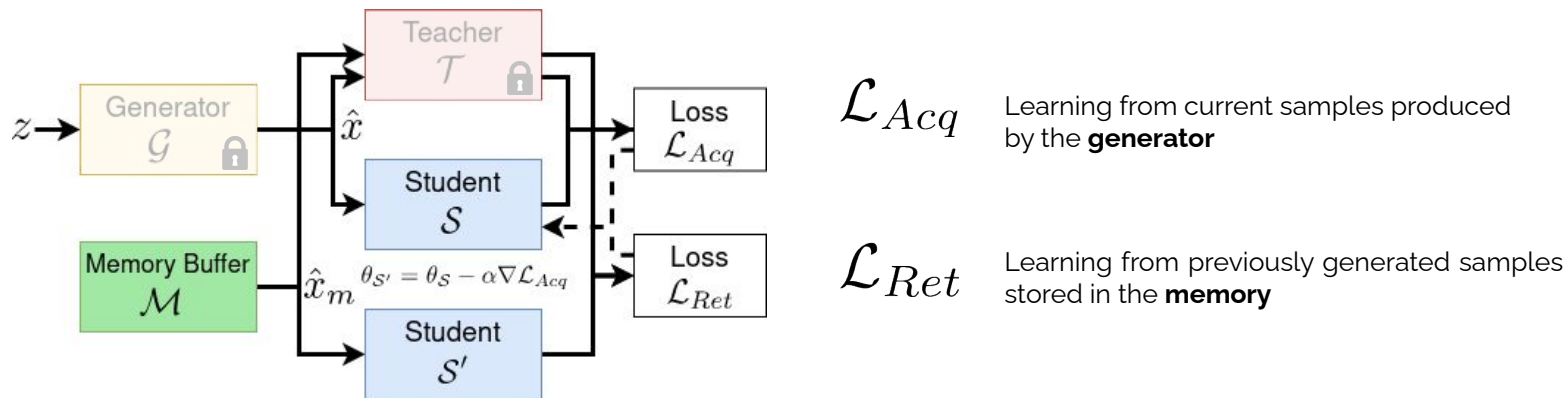 Teacher
𝒯
Generator
𝒢
z
x̂
Loss
ℒ_Acq
Student
𝒮
Memory Buffer
ℳ
x̂_m
θ_𝒮′ = θ_𝒮 − α∇ℒ_Acq
Loss
ℒ_Ret
Student
𝒮′
ℒ_Acq
Learning from current samples produced
by the generator
ℒ_Ret
Learning from previously generated samples
stored in the memory